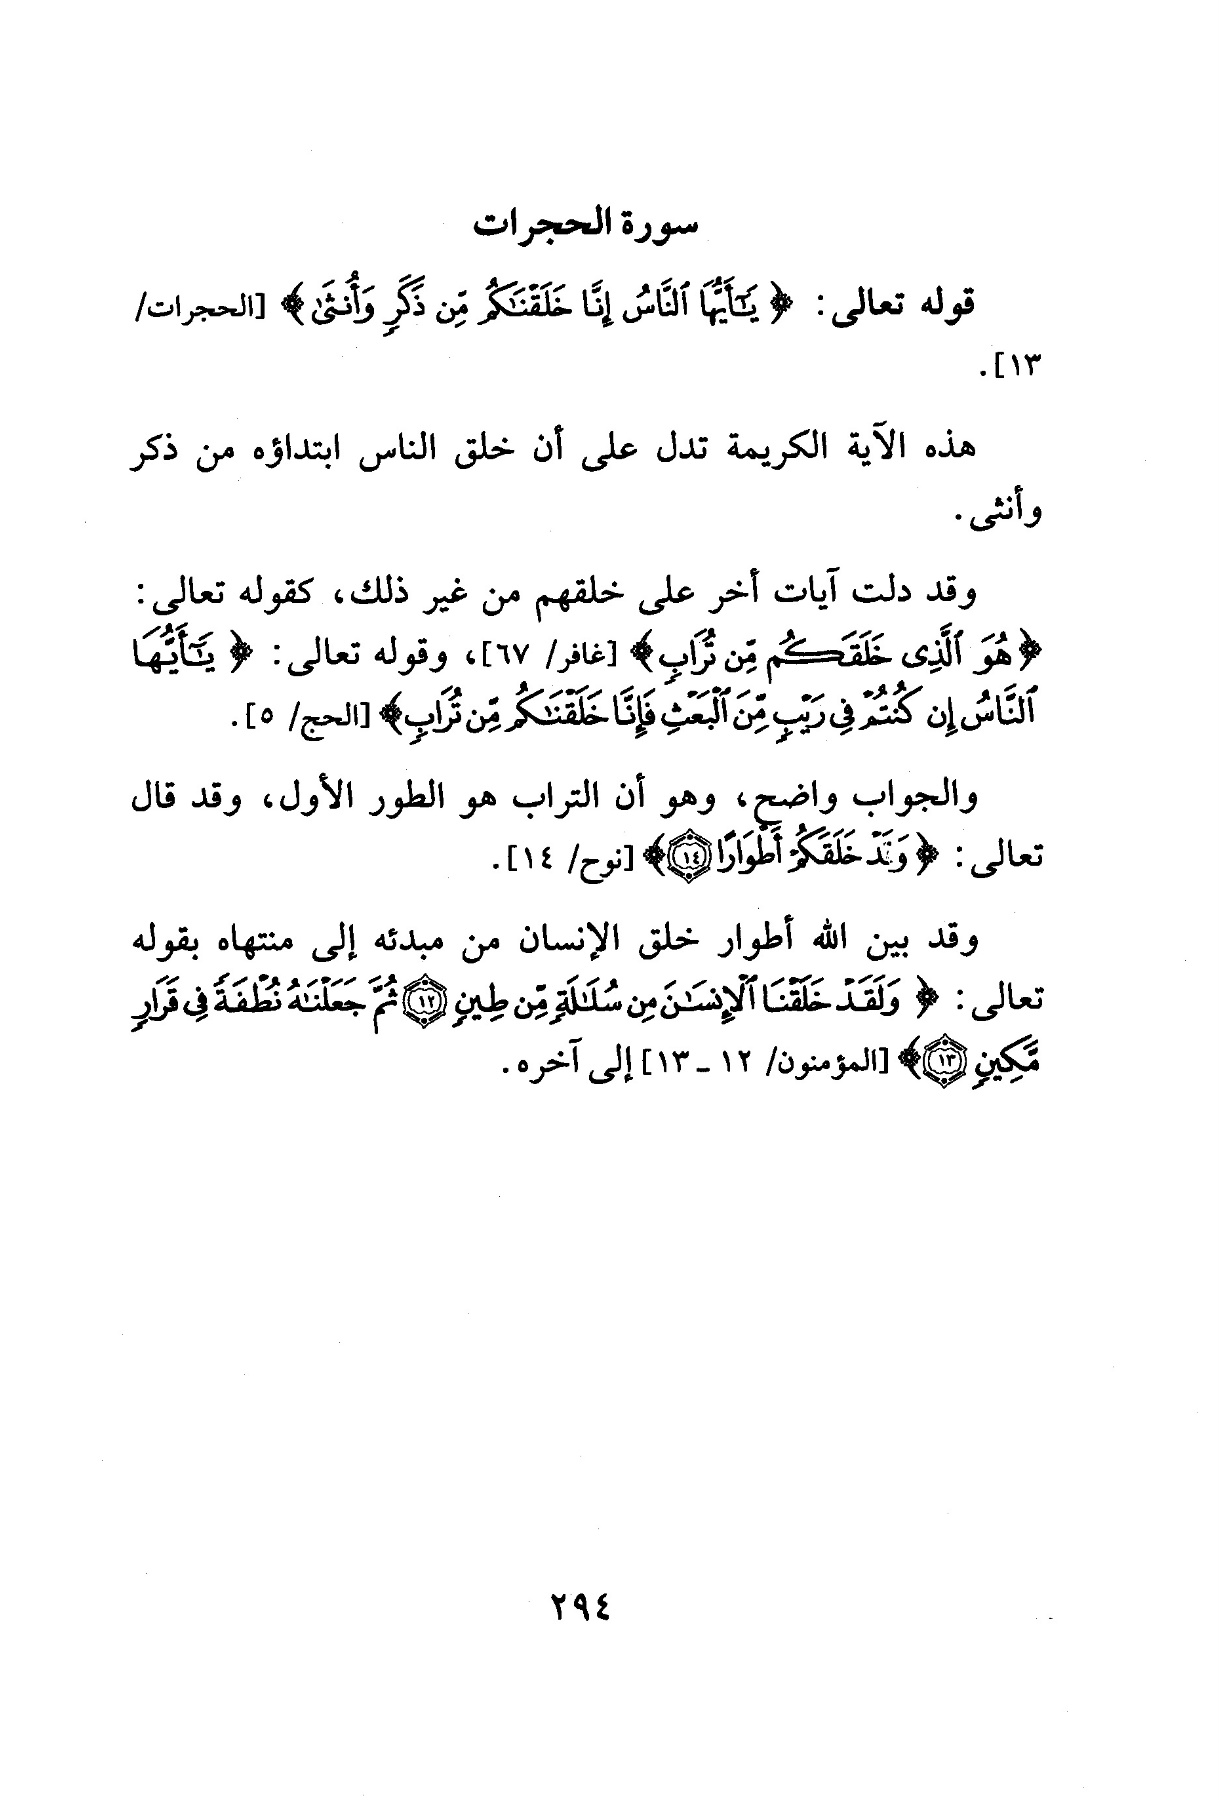 سورة الحجرات
قوله تعالى: ﴿ يَٰٓأَيُّهَا ٱلنَّاسُ إِنَّا خَلَقْنَٰكُم مِّن ذَكَرٍ وَأُنثَىٰ ﴾ [الحجرات/
١٣].
هذه الآية الكريمة تدل على أن خلق الناس ابتداؤه من ذكر
وأنثى.
وقد دلت آيات أخر على خلقهم من غير ذلك، كقوله تعالى:
﴿ هُوَ ٱلَّذِى خَلَقَكُم مِّن تُرَابٍ ﴾ [غافر/ ٦٧]، وقوله تعالى: ﴿ يَٰٓأَيُّهَا
ٱلنَّاسُ إِن كُنتُمْ فِى رَيْبٍ مِّنَ ٱلْبَعْثِ فَإِنَّا خَلَقْنَٰكُم مِّن تُرَابٍ ﴾ [الحج/ ٥].
والجواب واضح، وهو أن التراب هو الطور الأول، وقد قال
تعالى: ﴿ وَقَدْ خَلَقَكُمْ أَطْوَارًا ١٤ ﴾ [نوح/ ١٤].
وقد بين الله أطوار خلق الإنسان من مبدئه إلى منتهاه بقوله
تعالى: ﴿ وَلَقَدْ خَلَقْنَا ٱلْإِنسَٰنَ مِن سُلَٰلَةٍ مِّن طِينٍ ١٢ ثُمَّ جَعَلْنَٰهُ نُطْفَةً فِى قَرَارٍ
مَّكِينٍ ١٣ ﴾ [المؤمنون/ ١٢ - ١٣] إلى آخره.
٢٩٤